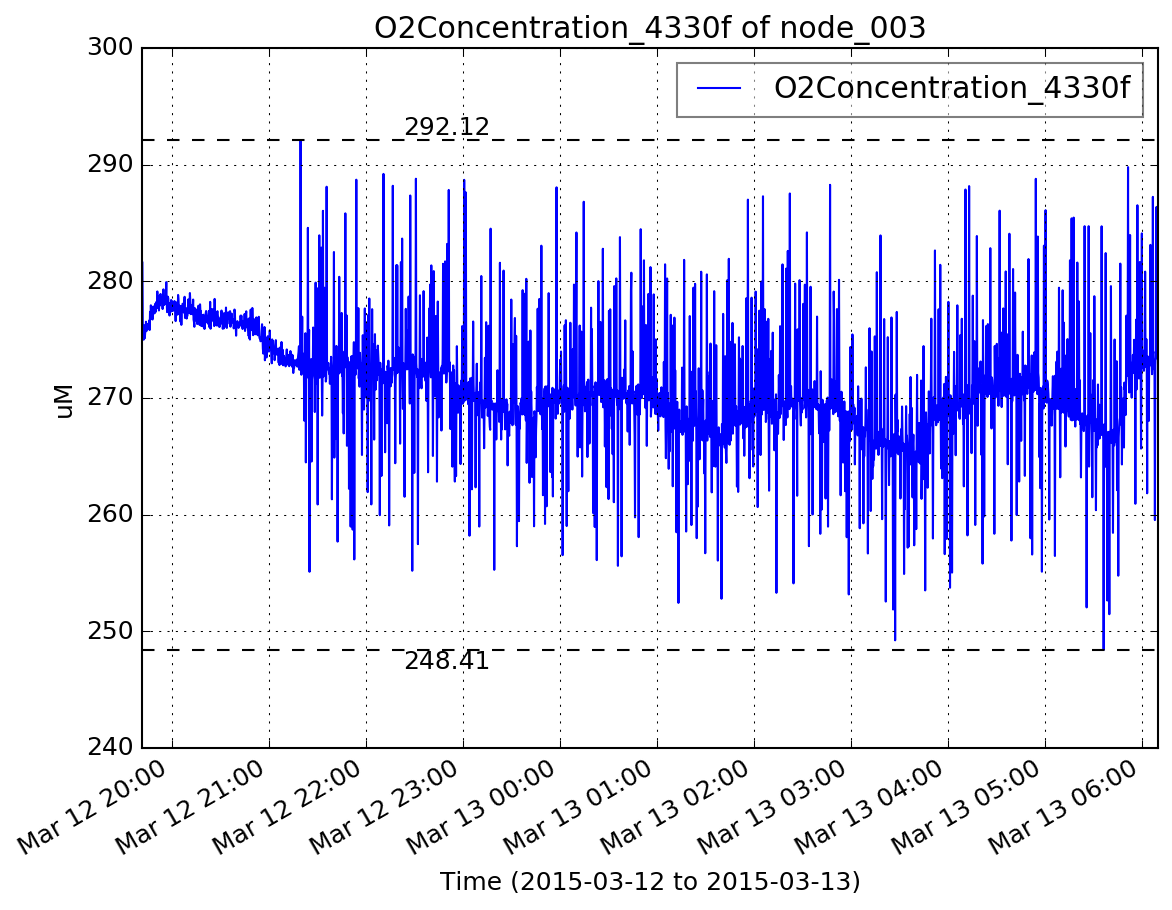 O2Concentration_4330f of node_003
O2Concentration_4330f
300
292.12
290
280
270
uM
260
250
248.41
240
Mar 12 20:00
Mar 12 21:00
Mar 12 22:00
Mar 12 23:00
Mar 13 00:00
Mar 13 01:00
Mar 13 02:00
Mar 13 03:00
Mar 13 04:00
Mar 13 05:00
Mar 13 06:00
Time (2015-03-12 to 2015-03-13)